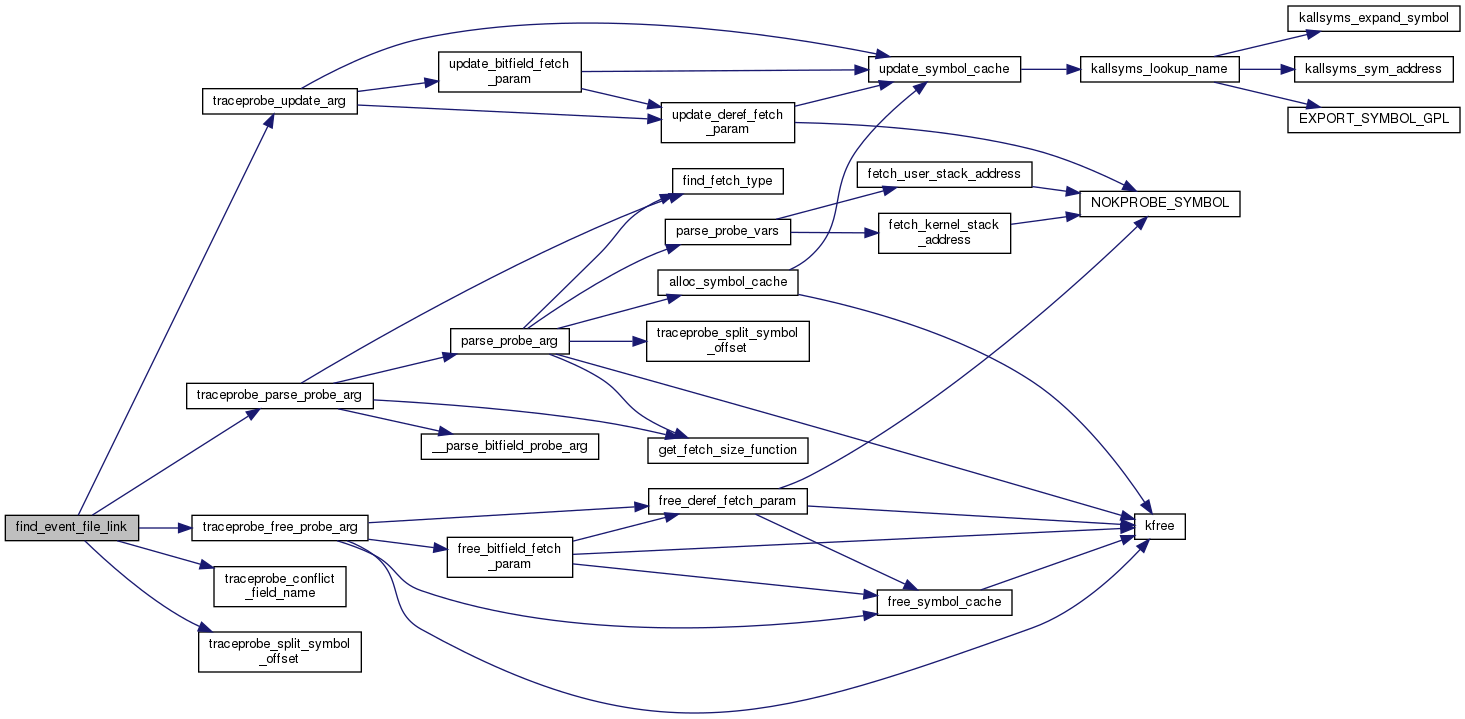 kallsyms_expand_symbol
update_bitfield_fetch
_param
update_symbol_cache
kallsyms_lookup_name
kallsyms_sym_address
traceprobe_update_arg
update_deref_fetch
_param
EXPORT_SYMBOL_GPL
find_fetch_type
fetch_user_stack_address
NOKPROBE_SYMBOL
parse_probe_vars
fetch_kernel_stack
_address
alloc_symbol_cache
parse_probe_arg
traceprobe_split_symbol
_offset
traceprobe_parse_probe_arg
__parse_bitfield_probe_arg
get_fetch_size_function
find_event_file_link
traceprobe_free_probe_arg
free_deref_fetch_param
kfree
free_bitfield_fetch
_param
traceprobe_conflict
_field_name
free_symbol_cache
traceprobe_split_symbol
_offset